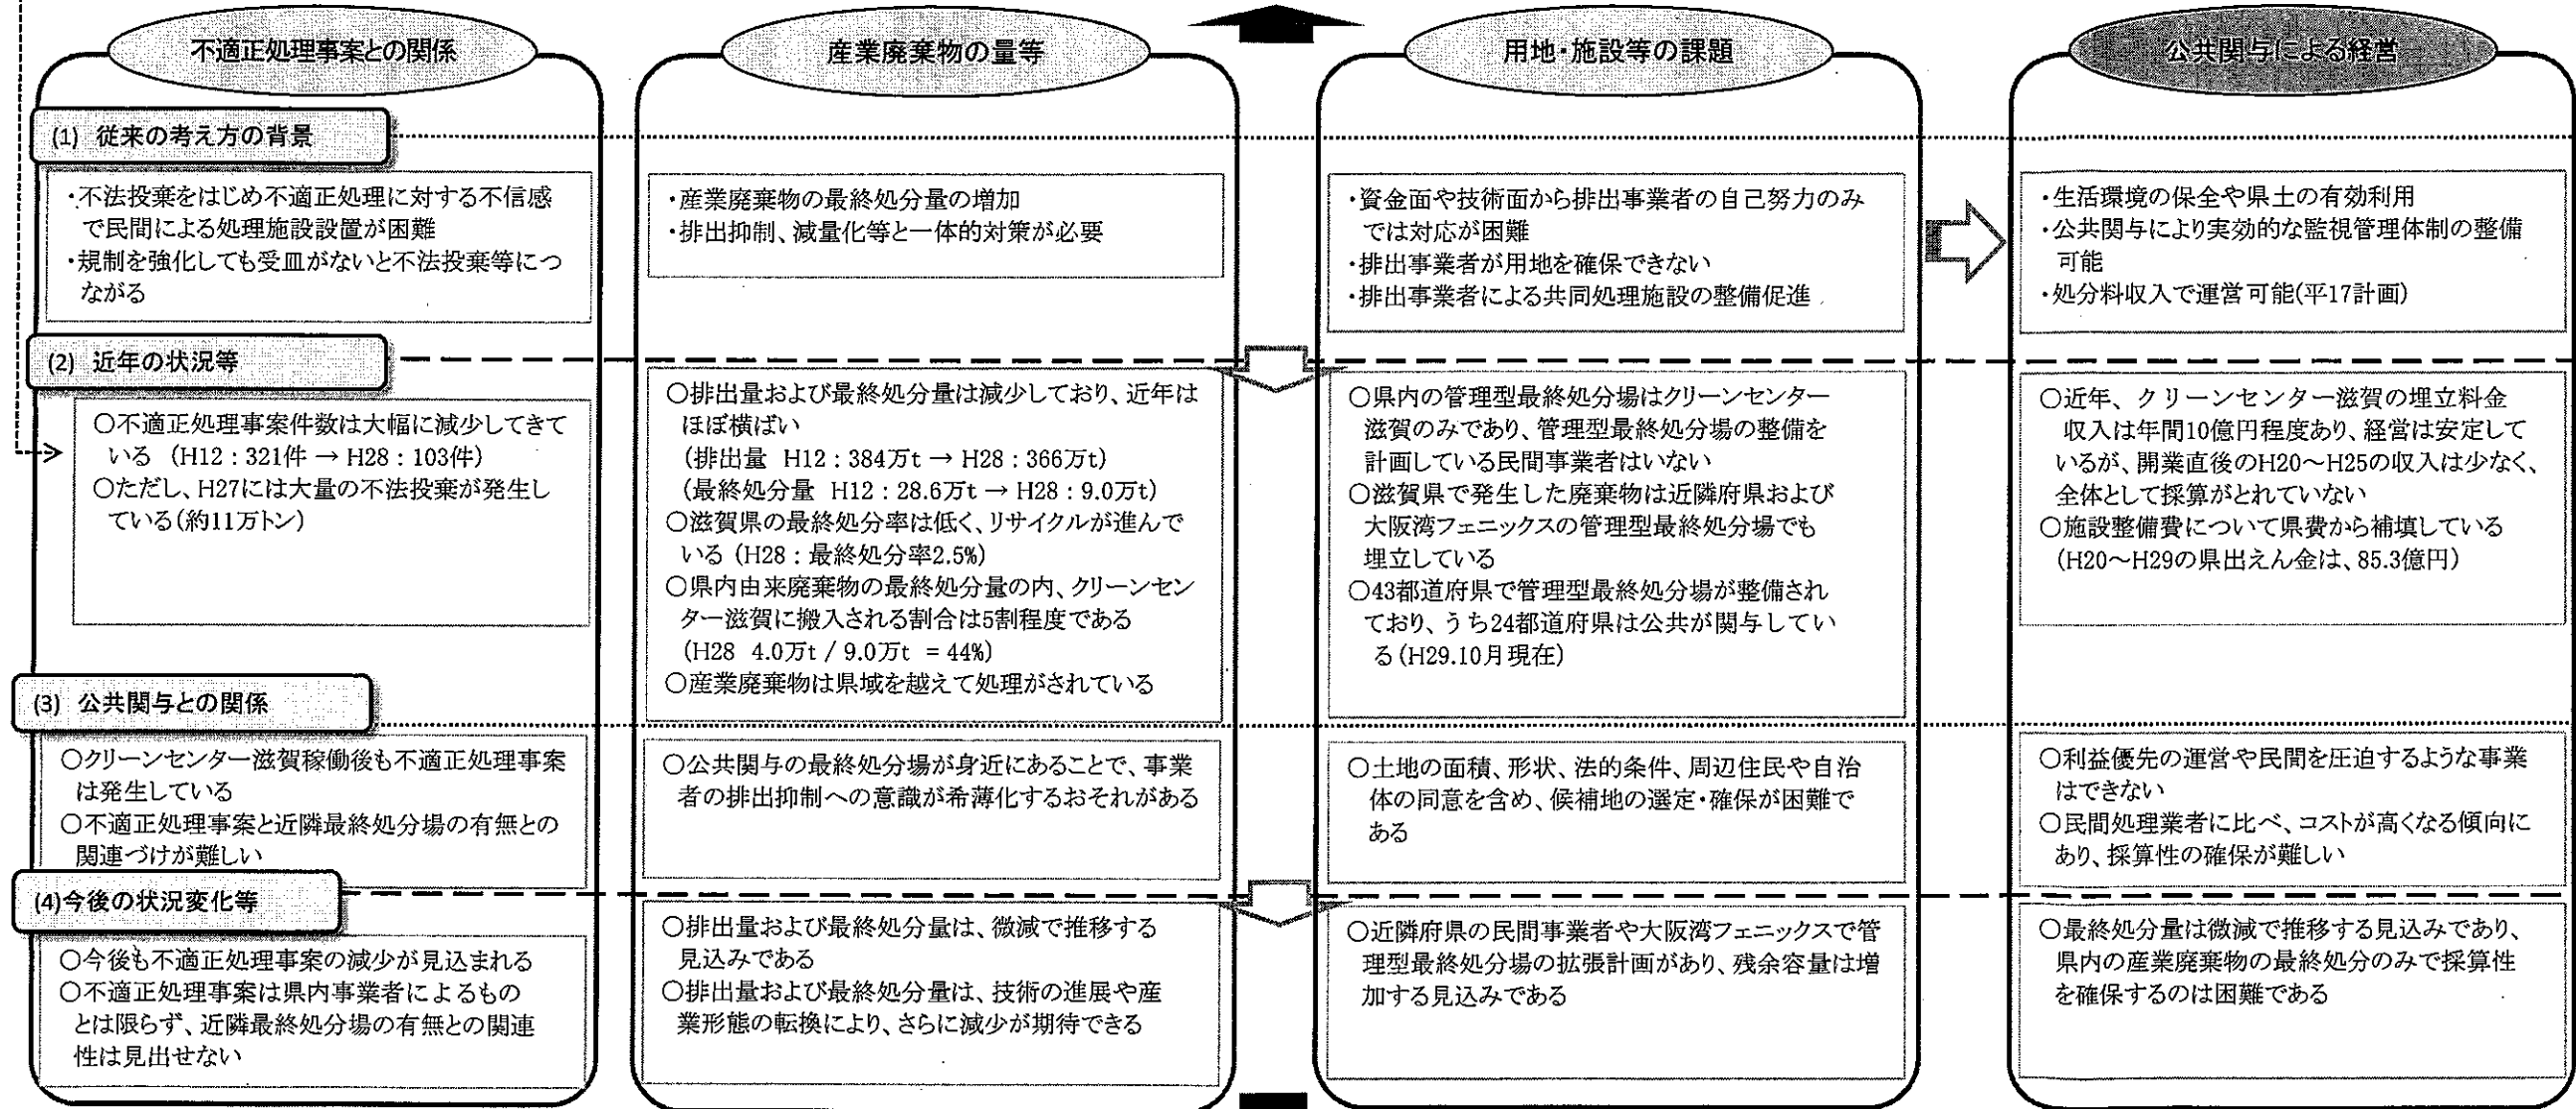 不適正処理事案との関係
産業廃棄物の量等
用地・施設等の課題
公共関与による経営
(1) 従来の考え方の背景
・不法投棄をはじめ不適正処理に対する不信感
で民間による処理施設設置が困難
・規制を強化しても受皿がないと不法投棄等につ
ながる
・産業廃棄物の最終処分量の増加
・排出抑制、減量化等と一体的対策が必要
・資金面や技術面から排出事業者の自己努力のみ
では対応が困難
・排出事業者が用地を確保できない
・排出事業者による共同処理施設の整備促進
・生活環境の保全や県土の有効利用
・公共関与により実効的な監視管理体制の整備
可能
・処分料収入で運営可能(平17計画)
(2) 近年の状況等
○不適正処理事案件数は大幅に減少してきて
いる (H12：321件 → H28：103件)
○ただし、H27には大量の不法投棄が発生し
ている(約11万トン)
○排出量および最終処分量は減少しており、近年は
ほぼ横ばい
(排出量 H12：384万t → H28：366万t)
(最終処分量 H12：28.6万t → H28：9.0万t)
○滋賀県の最終処分率は低く、リサイクルが進んで
いる (H28：最終処分率2.5%)
○県内由来廃棄物の最終処分量の内、クリーンセン
ター滋賀に搬入される割合は5割程度である
(H28 4.0万t / 9.0万t = 44%)
○産業廃棄物は県域を越えて処理がされている
○県内の管理型最終処分場はクリーンセンター
滋賀のみであり、管理型最終処分場の整備を
計画している民間事業者はいない
○滋賀県で発生した廃棄物は近隣府県および
大阪湾フェニックスの管理型最終処分場でも
埋立している
○43都道府県で管理型最終処分場が整備され
ており、うち24都道府県は公共が関与してい
る(H29.10月現在)
○近年、クリーンセンター滋賀の埋立料金
収入は年間10億円程度あり、経営は安定して
いるが、開業直後のH20～H25の収入は少なく、
全体として採算がとれていない
○施設整備費について県費から補填している
(H20～H29の県出えん金は、85.3億円)
(3) 公共関与との関係
○クリーンセンター滋賀稼働後も不適正処理事案
は発生している
○不適正処理事案と近隣最終処分場の有無との
関連づけが難しい
○公共関与の最終処分場が身近にあることで、事業
者の排出抑制への意識が希薄化するおそれがある
○土地の面積、形状、法的条件、周辺住民や自治
体の同意を含め、候補地の選定・確保が困難で
ある
○利益優先の運営や民間を圧迫するような事業
はできない
○民間処理業者に比べ、コストが高くなる傾向に
あり、採算性の確保が難しい
(4)今後の状況変化等
○今後も不適正処理事案の減少が見込まれる
○不適正処理事案は県内事業者によるもの
とは限らず、近隣最終処分場の有無との関連
性は見出せない
○排出量および最終処分量は、微減で推移する
見込みである
○排出量および最終処分量は、技術の進展や産
業形態の転換により、さらに減少が期待できる
○近隣府県の民間事業者や大阪湾フェニックスで管
理型最終処分場の拡張計画があり、残余容量は増
加する見込みである
○最終処分量は微減で推移する見込みであり、
県内の産業廃棄物の最終処分のみで採算性
を確保するのは困難である